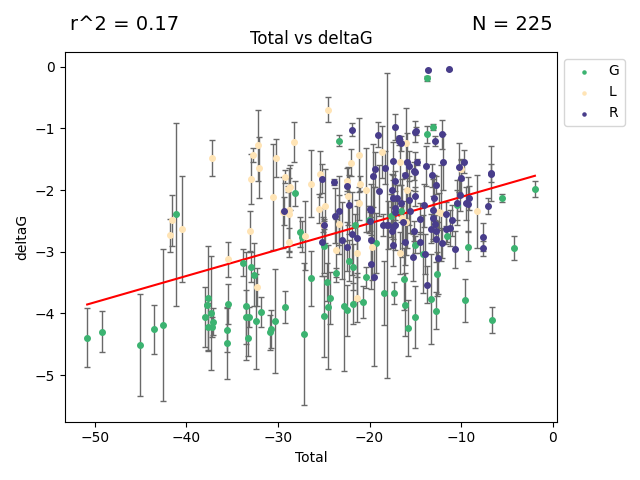 r^2 = 0.17 N = 225
Total vs deltaG
G
L
R
0
−1
−2
−3
−4
−5
deltaG
−50 −40 −30 −20 −10 0
Total